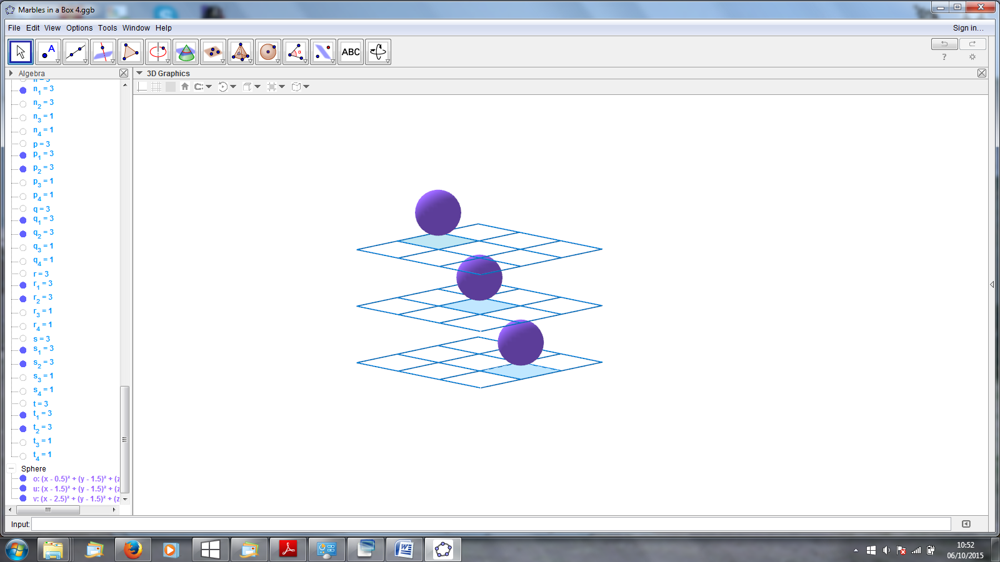 Marbles in a Box 4.ggb
File Edit View Options Tools Window Help
Sign in...
ABC
?
Algebra
3D Graphics
n = 3
n1 = 3
n2 = 3
n3 = 1
n4 = 1
p = 3
p1 = 3
p2 = 3
p3 = 1
p4 = 1
q = 3
q1 = 3
q2 = 3
q3 = 1
q4 = 1
r = 3
r1 = 3
r2 = 3
r3 = 1
r4 = 1
s = 3
s1 = 3
s2 = 3
s3 = 1
s4 = 1
t = 3
t1 = 3
t2 = 3
t3 = 1
t4 = 1
Sphere
o: (x - 0.5)² + (y - 1.5)² + (z
u: (x - 1.5)² + (y - 1.5)² + (z
v: (x - 2.5)² + (y - 1.5)² + (z
Input:
10:52
06/10/2015